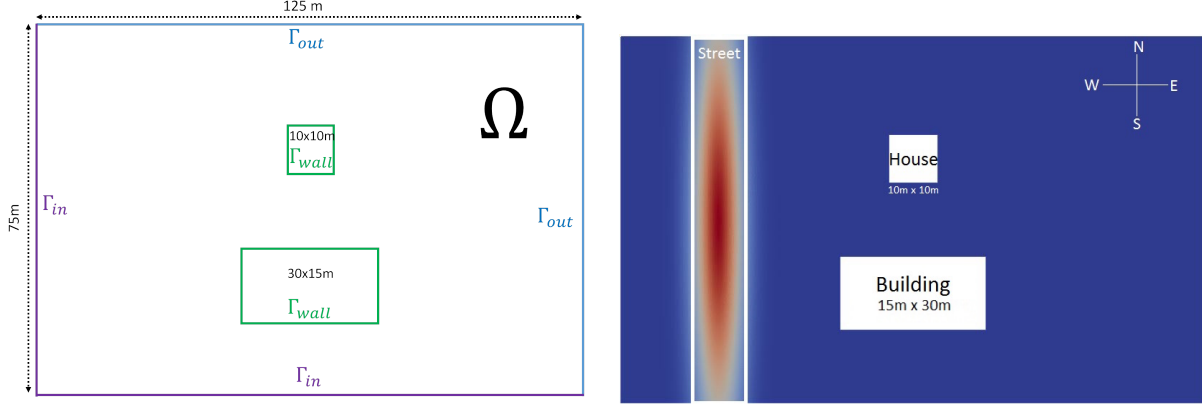 125 m
Γout
Ω
10x10m
Γwall
75m
Γin
Γout
30x15m
Γwall
Γin
Street
N
W
E
S
House
10m x 10m
Building
15m x 30m